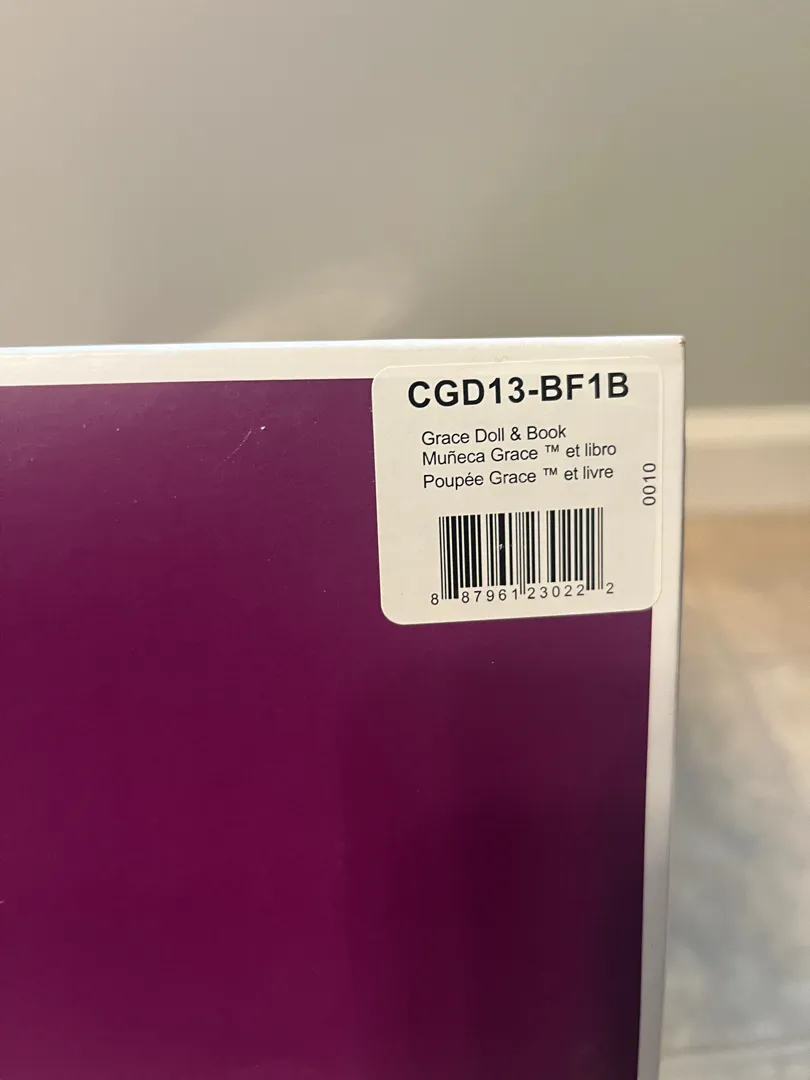 CGD13-BF1B
Grace Doll & Book
Muñeca Grace ™ et libro
Poupée Grace ™ et livre
0010
8 87961 23022 2